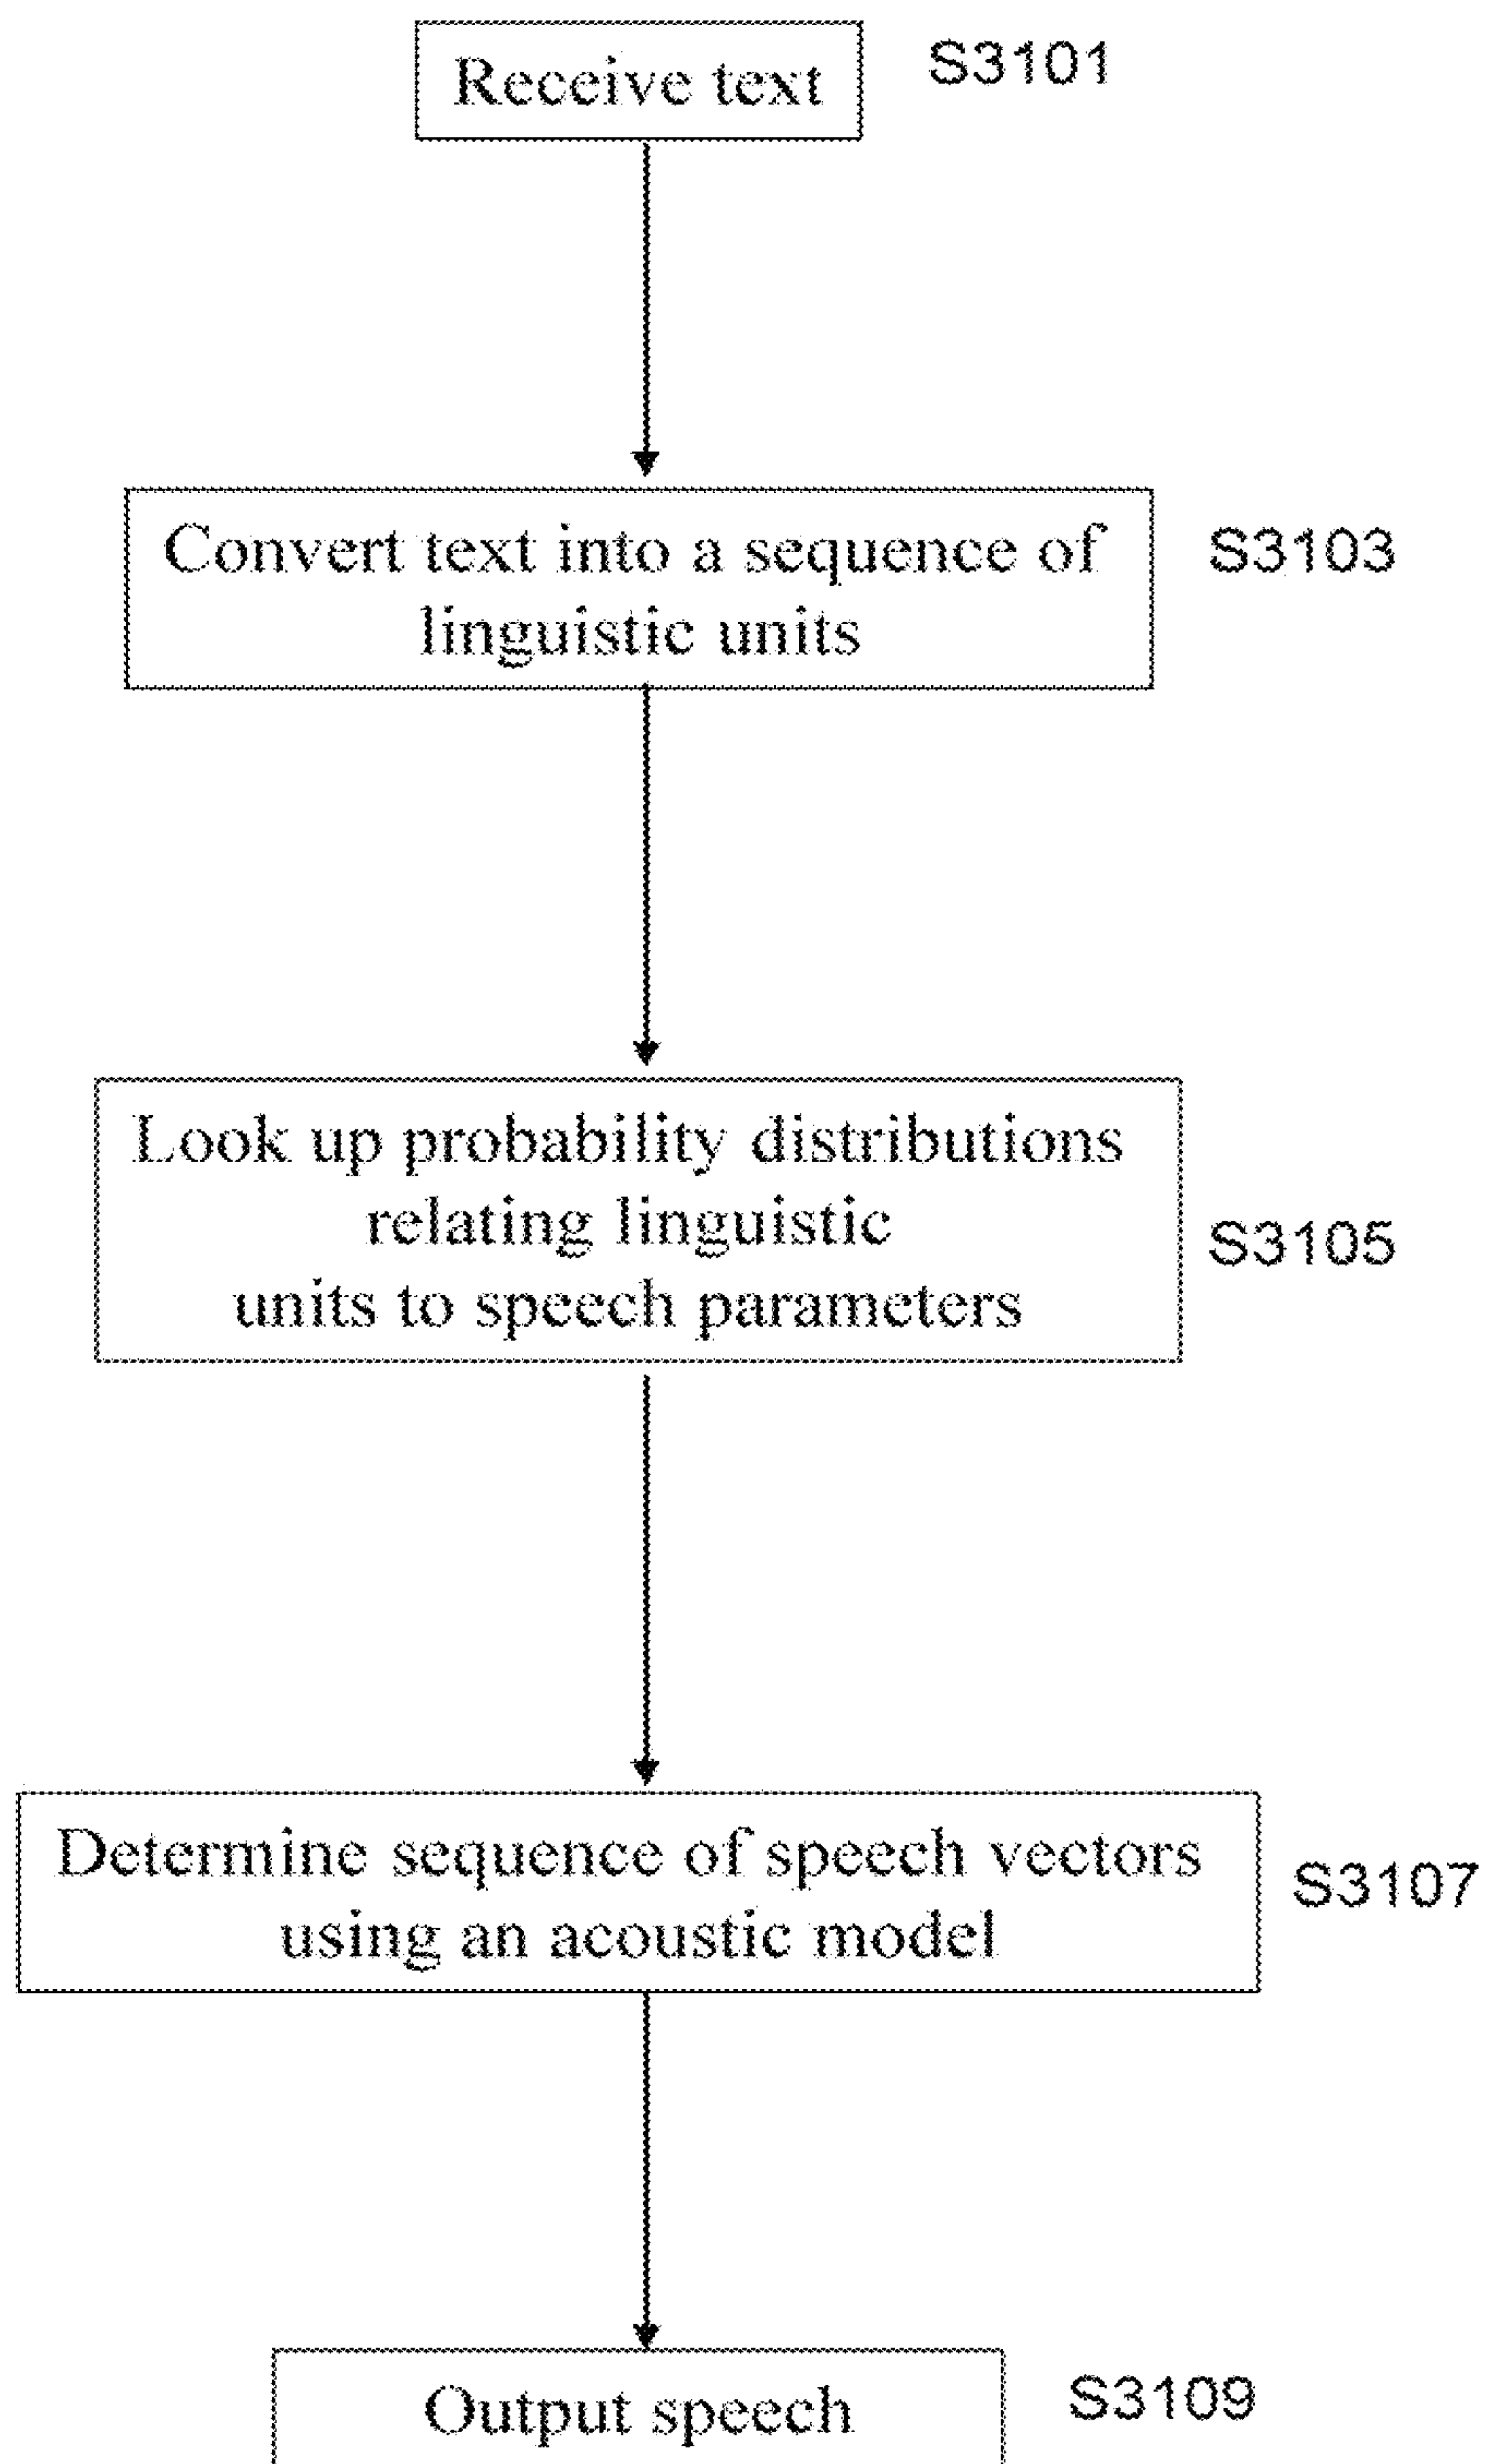 Receive text
S3101
Convert text into a sequence of
linguistic units
S3103
Look up probability distributions
relating linguistic
units to speech parameters
S3105
Determine sequence of speech vectors
using an acoustic model
S3107
Output speech
S3109